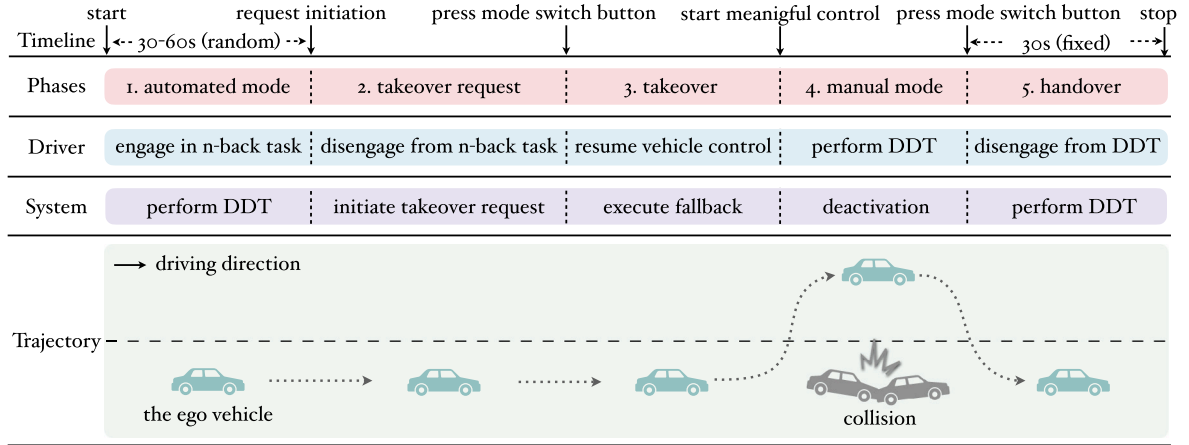 start request initiation press mode switch button start meanigful control press mode switch button stop
Timeline 30-60s (random) 30s (fixed)
Phases 1. automated mode 2. takeover request 3. takeover 4. manual mode 5. handover
Driver engage in n-back task disengage from n-back task resume vehicle control perform DDT disengage from DDT
System perform DDT initiate takeover request execute fallback deactivation perform DDT
driving direction
Trajectory
the ego vehicle collision